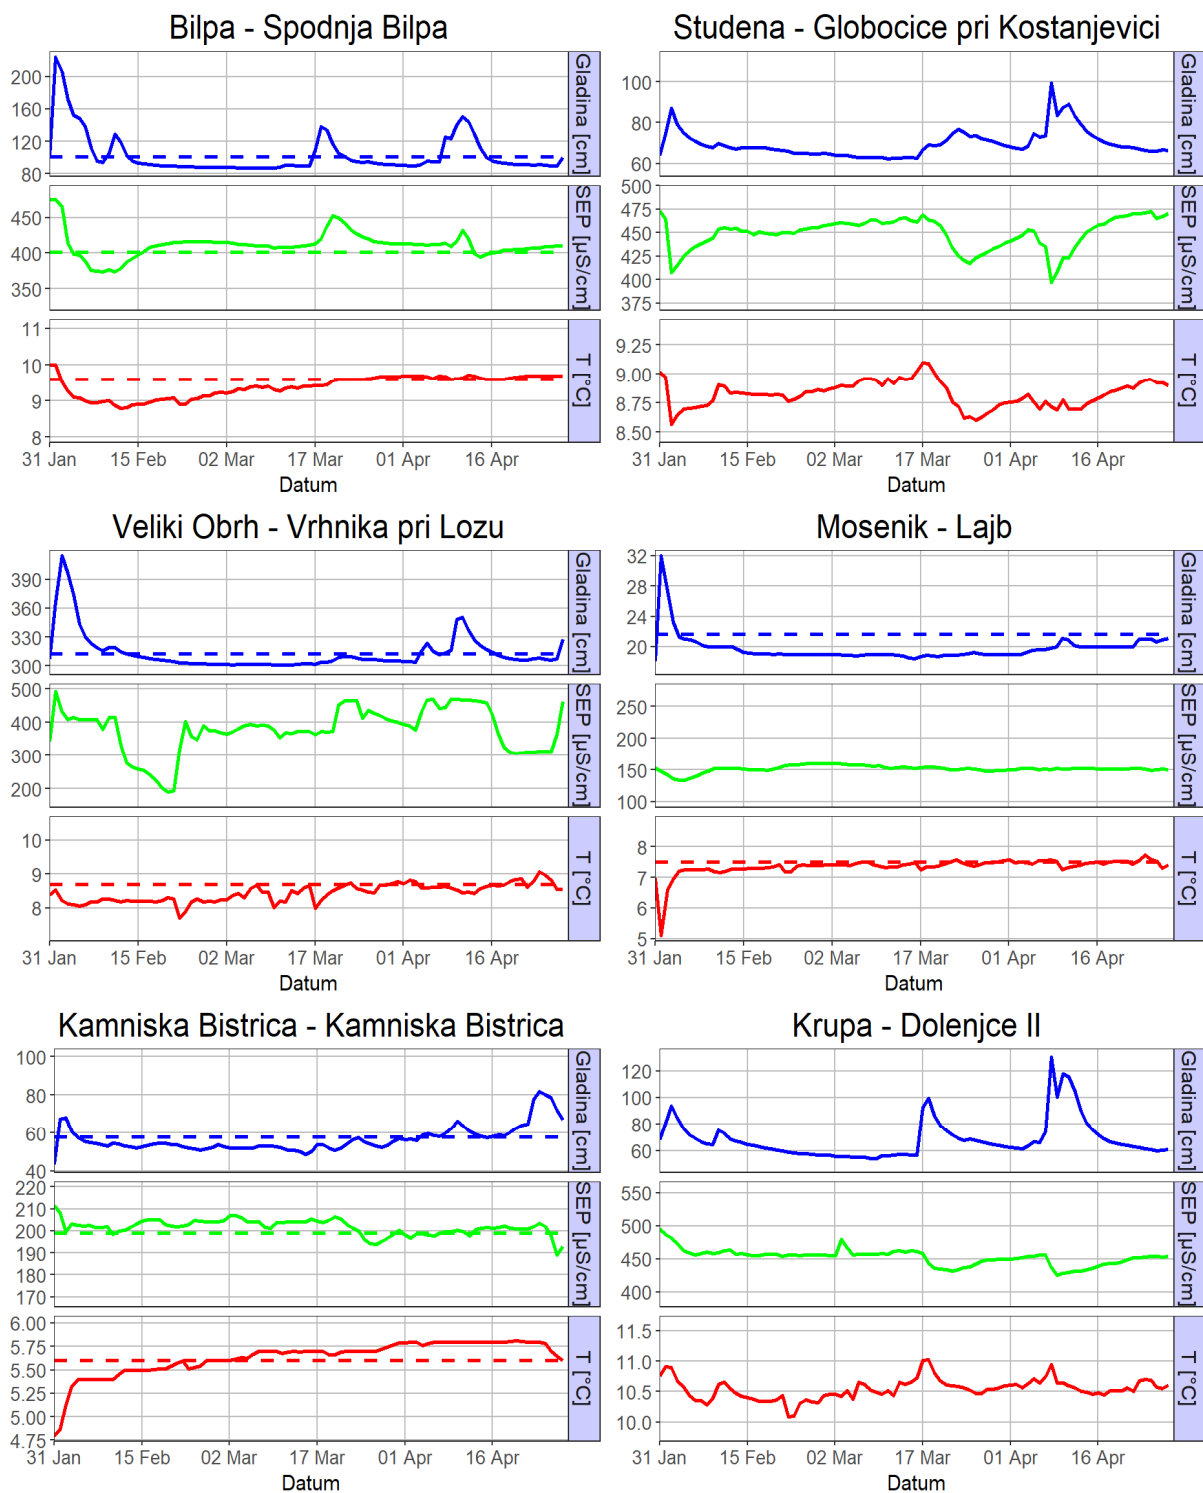 Bilpa - Spodnja Bilpa
200
160
120
80
Gladina [cm]
450
400
350
SEP [µS/cm]
11
10
9
8
T [°C]
31 Jan 15 Feb 02 Mar 17 Mar 01 Apr 16 Apr
Datum
Studena - Globocice pri Kostanjevici
100
80
60
Gladina [cm]
500
475
450
425
400
375
SEP [µS/cm]
9.25
9.00
8.75
8.50
T [°C]
31 Jan 15 Feb 02 Mar 17 Mar 01 Apr 16 Apr
Datum
Veliki Obrh - Vrhnika pri Lozu
390
360
330
300
Gladina [cm]
500
400
300
200
SEP [µS/cm]
10
9
8
T [°C]
31 Jan 15 Feb 02 Mar 17 Mar 01 Apr 16 Apr
Datum
Mosenik - Lajb
32
28
24
20
Gladina [cm]
250
200
150
100
SEP [µS/cm]
8
7
6
5
T [°C]
31 Jan 15 Feb 02 Mar 17 Mar 01 Apr 16 Apr
Datum
Kamniska Bistrica - Kamniska Bistrica
100
80
60
40
Gladina [cm]
220
210
200
190
180
170
SEP [µS/cm]
6.00
5.75
5.50
5.25
5.00
4.75
T [°C]
31 Jan 15 Feb 02 Mar 17 Mar 01 Apr 16 Apr
Datum
Krupa - Dolenjce II
120
100
80
60
Gladina [cm]
550
500
450
400
SEP [µS/cm]
11.5
11.0
10.5
10.0
T [°C]
31 Jan 15 Feb 02 Mar 17 Mar 01 Apr 16 Apr
Datum